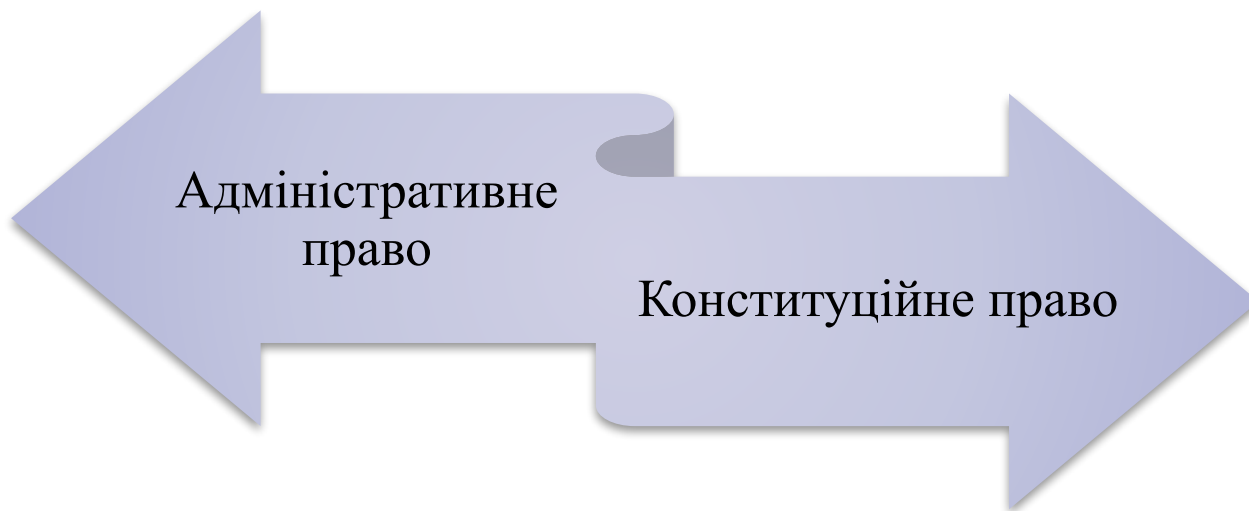 Адміністративне
право
Конституційне право